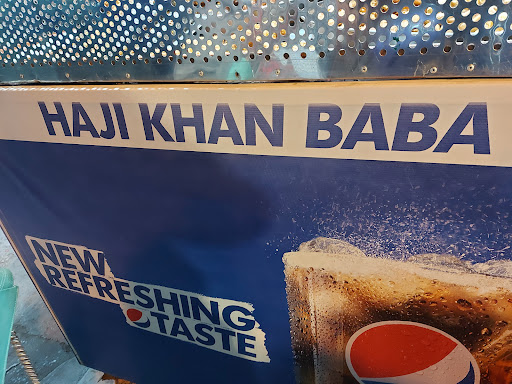 HAJI KHAN BABA
NEW
REFRESHING
TASTE